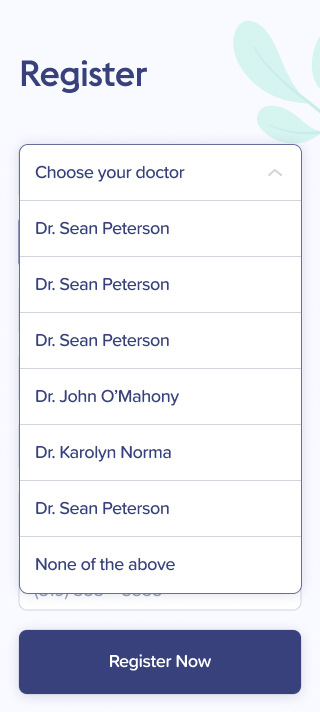 Register
Choose your doctor
Dr. Sean Peterson
Dr. Sean Peterson
Dr. Sean Peterson
Dr. John O’Mahony
Dr. Karolyn Norma
Dr. Sean Peterson
None of the above
Register Now